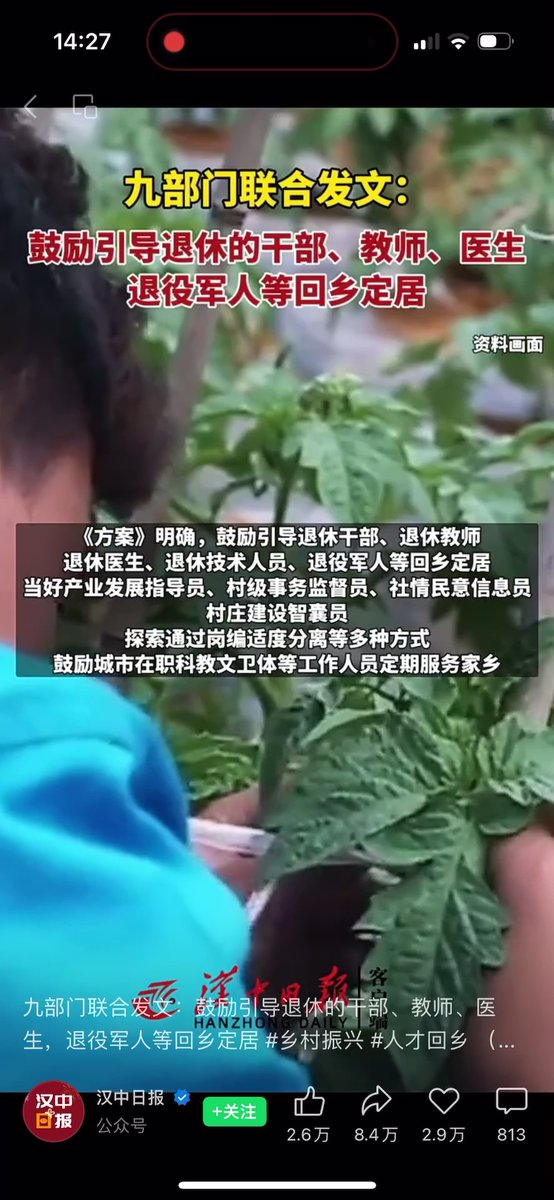 14:27
九部门联合发文：
鼓励引导退休的干部、教师、医生
退役军人等回乡定居
资料画面
《方案》明确，鼓励引导退休干部、退休教师
退休医生、退休技术人员、退役军人等回乡定居
当好产业发展指导员、村级事务监督员、社情民意信息员
村庄建设智囊员
探索通过岗编适度分离等多种方式
鼓励城市在职科教文卫体等工作人员定期服务家乡
汉中日报 客户端
HANZHONG DAILY
九部门联合发文：鼓励引导退休的干部、教师、医
生，退役军人等回乡定居 #乡村振兴 #人才回乡 （...
汉中日报
汉中日报
公众号
+关注
2.6万
8.4万
2.9万
813